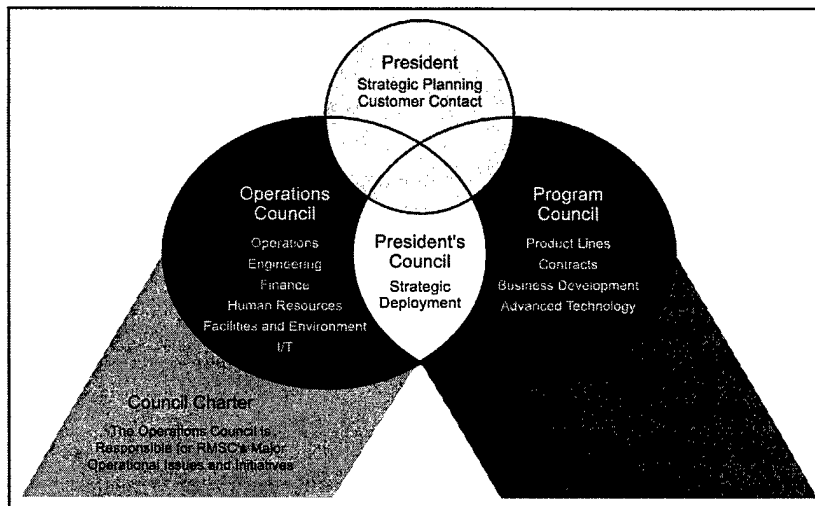 President
Strategic Planning
Customer Contact
Operations
Council
Operations
Engineering
Finance
Human Resources
Facilities and Environment
I/T
President's
Council
Strategic
Deployment
Program
Council
Product Lines
Contracts
Business Development
Advanced Technology
Council Charter
The Operations Council is
Responsible for RMSC's Major
Operational Issues and Initiatives